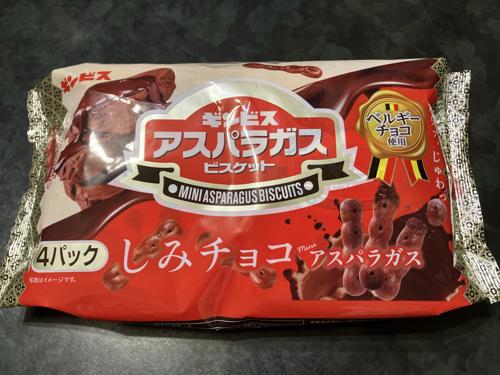 ギンビス
ギンビス
アスパラガス
ビスケット
MINI ASPARAGUS BISCUITS
ベルギー
チョコ
使用
じゅわっ
4パック
写真はイメージです。
しみチョコ
mini
アスパラガス